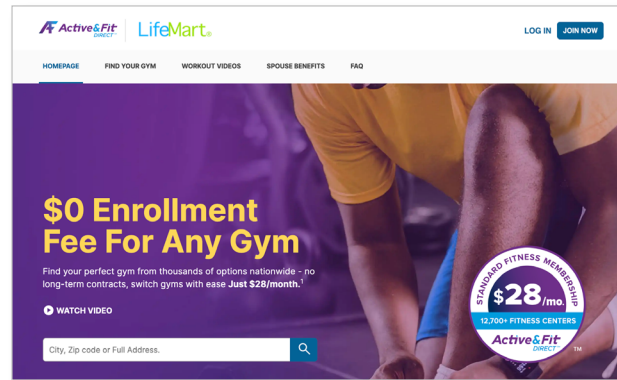 Active&Fit DIRECT™ LifeMart® LOG IN JOIN NOW
HOMEPAGE FIND YOUR GYM WORKOUT VIDEOS SPOUSE BENEFITS FAQ
$0 Enrollment
Fee For Any Gym
Find your perfect gym from thousands of options nationwide - no
long-term contracts, switch gyms with ease Just $28/month.¹
WATCH VIDEO
City, Zip code or Full Address.
STANDARD FITNESS MEMBERSHIP
$28/mo.
12,700+ FITNESS CENTERS
Active&Fit
DIRECT™
TM